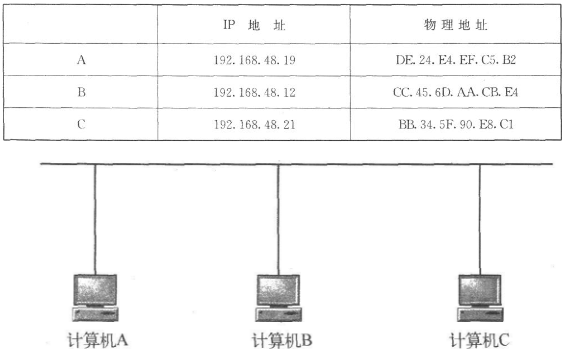 IP 地 址 物 理 地 址
A 192.168.48.19 DE.24.E4.EF.C5.B2
B 192.168.48.12 CC.45.6D.AA.CB.E4
C 192.168.48.21 BB.34.5F.90.E8.C1
计算机A 计算机B 计算机C